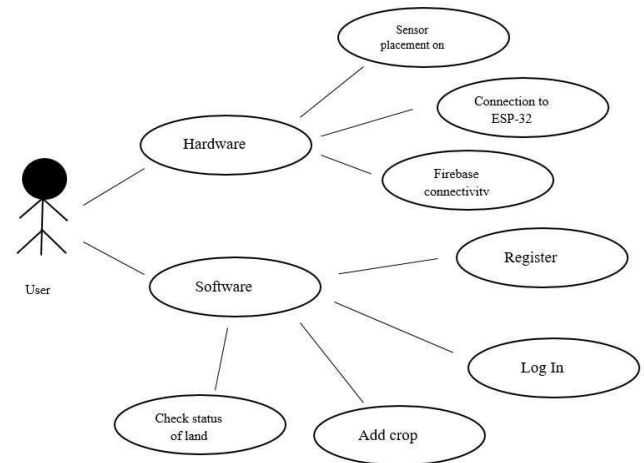 Sensor
placement on
Connection to
ESP-32
Hardware
Firebase
connectivity
Register
User
Software
Log In
Check status
of land
Add crop